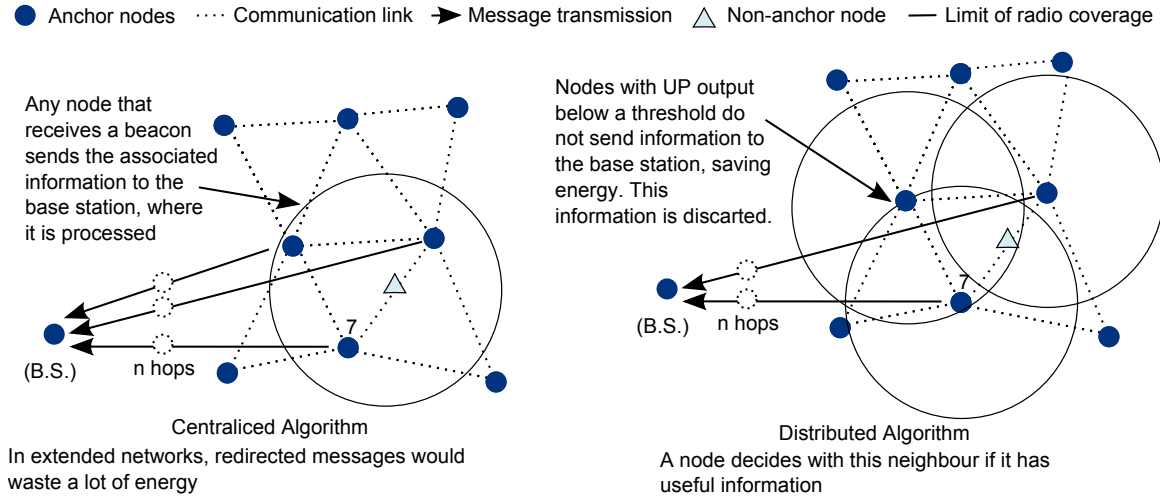 Anchor nodes Communication link Message transmission Non-anchor node Limit of radio coverage
Any node that
receives a beacon
sends the associated
information to the
base station, where
it is processed
7
(B.S.)
n hops
Centraliced Algorithm
In extended networks, redirected messages would
waste a lot of energy
Nodes with UP output
below a threshold do
not send information to
the base station, saving
energy. This
information is discarted.
7
(B.S.)
n hops
Distributed Algorithm
A node decides with this neighbour if it has
useful information